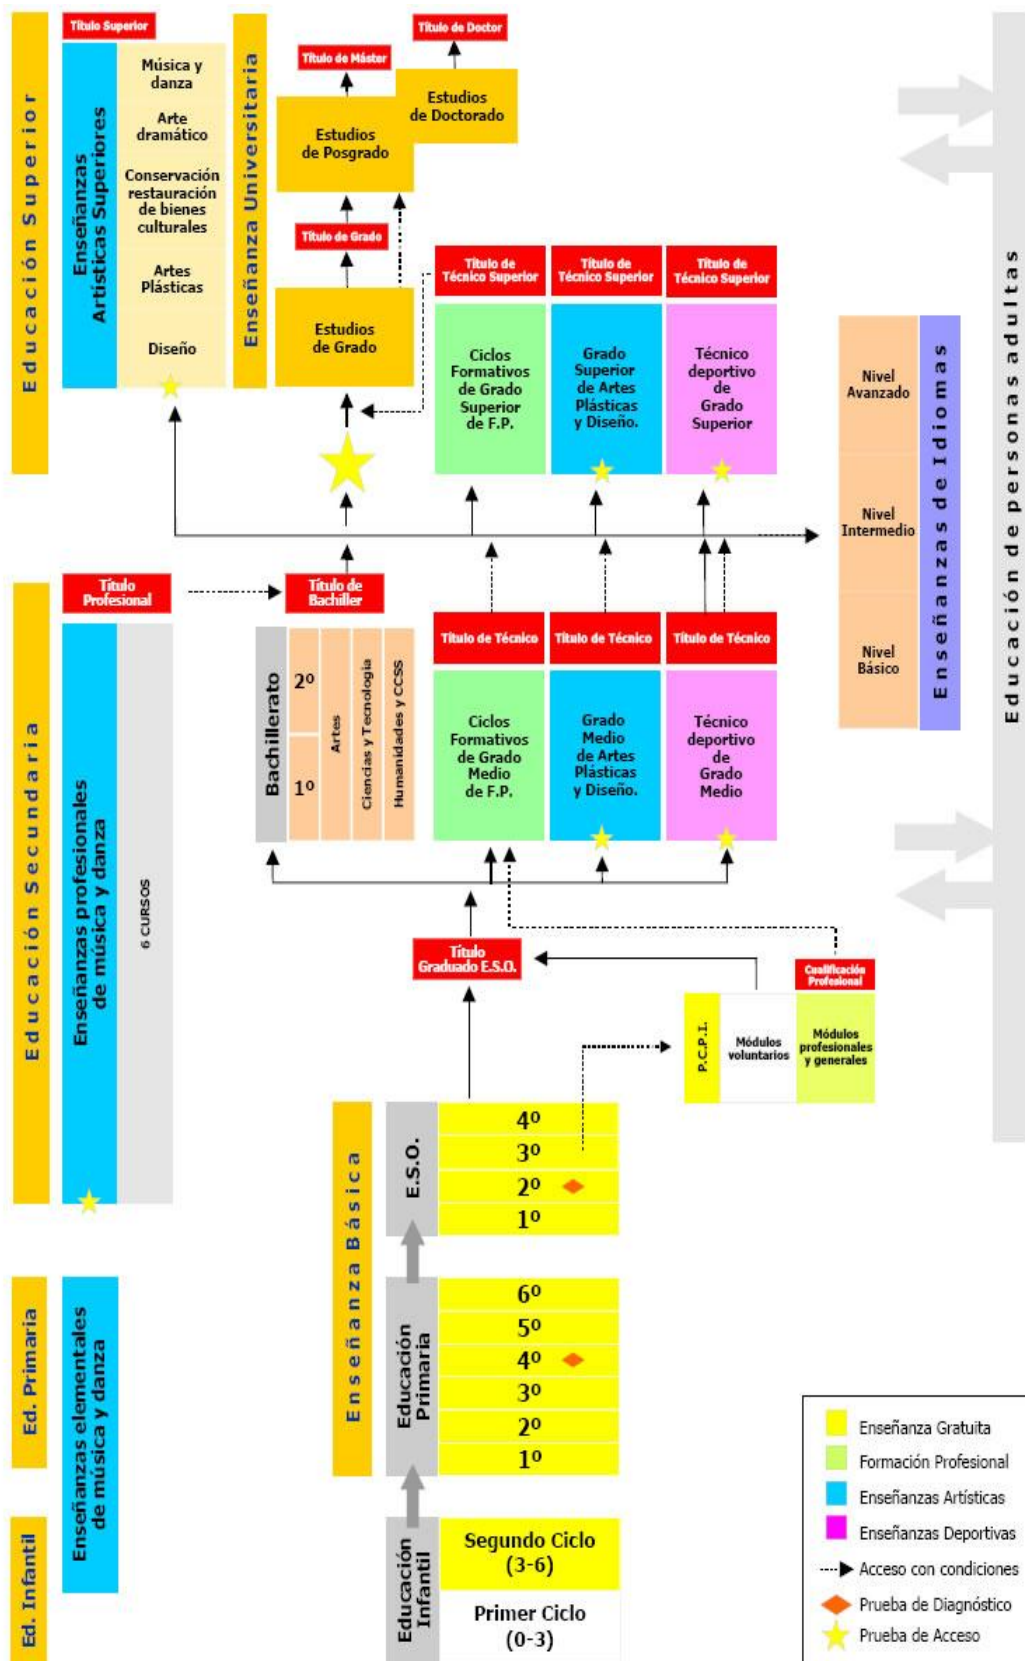 Educación Superior
Título Superior
Enseñanzas
Artísticas Superiores
Música y
danza
Arte
dramático
Conservación
restauración
de bienes
culturales
Artes
Plásticas
Diseño
Enseñanza Universitaria
Título de Doctor
Título de Máster
Estudios
de Doctorado
Estudios
de Posgrado
Título de Grado
Estudios
de Grado
Título de
Técnico Superior
Título de
Técnico Superior
Título de
Técnico Superior
Ciclos
Formativos
de Grado
Superior
de F.P.
Grado
Superior
de Artes
Plásticas
y Diseño.
Técnico
deportivo
de
Grado
Superior
Nivel
Avanzado
Nivel
Intermedio
Nivel
Básico
Enseñanzas de Idiomas
Educación de personas adultas
Educación Secundaria
Título
Profesional
Enseñanzas profesionales
de música y danza
6 CURSOS
Título de
Bachiller
Bachillerato
2º
1º
Artes
Ciencias y Tecnología
Humanidades y CCSS
Título de Técnico
Título de Técnico
Título de Técnico
Ciclos
Formativos
de Grado
Medio
de F.P.
Grado
Medio
de Artes
Plásticas
y Diseño.
Técnico
deportivo
de
Grado
Medio
Título
Graduado E.S.O.
Cualificación
Profesional
P.C.P.I.
Módulos
voluntarios
Módulos
profesionales
y generales
Enseñanza Básica
E.S.O.
4º
3º
2º
1º
Ed. Primaria
Enseñanzas elementales
de música y danza
Educación
Primaria
6º
5º
4º
3º
2º
1º
Ed. Infantil
Educación
Infantil
Segundo Ciclo
(3-6)
Primer Ciclo
(0-3)
Enseñanza Gratuita
Formación Profesional
Enseñanzas Artísticas
Enseñanzas Deportivas
Acceso con condiciones
Prueba de Diagnóstico
Prueba de Acceso